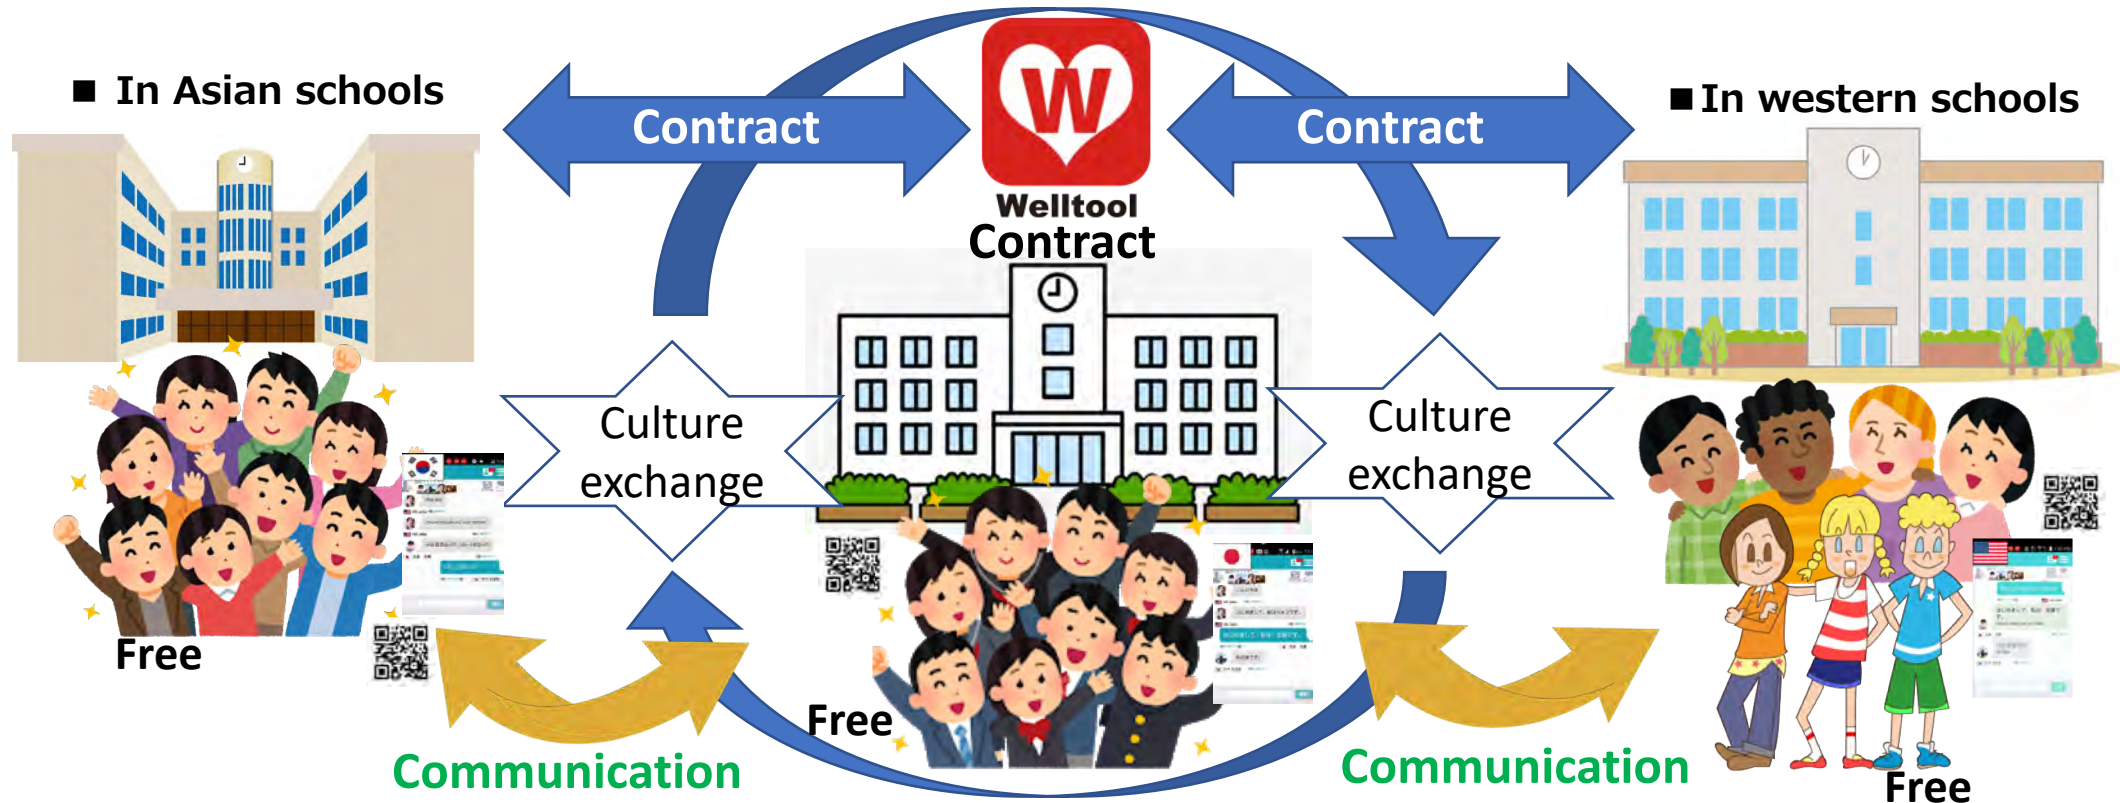 ■ In Asian schools
Contract
W
Welltool
Contract
Contract
■ In western schools
Culture
exchange
Culture
exchange
Free
Communication
Free
Communication
Free